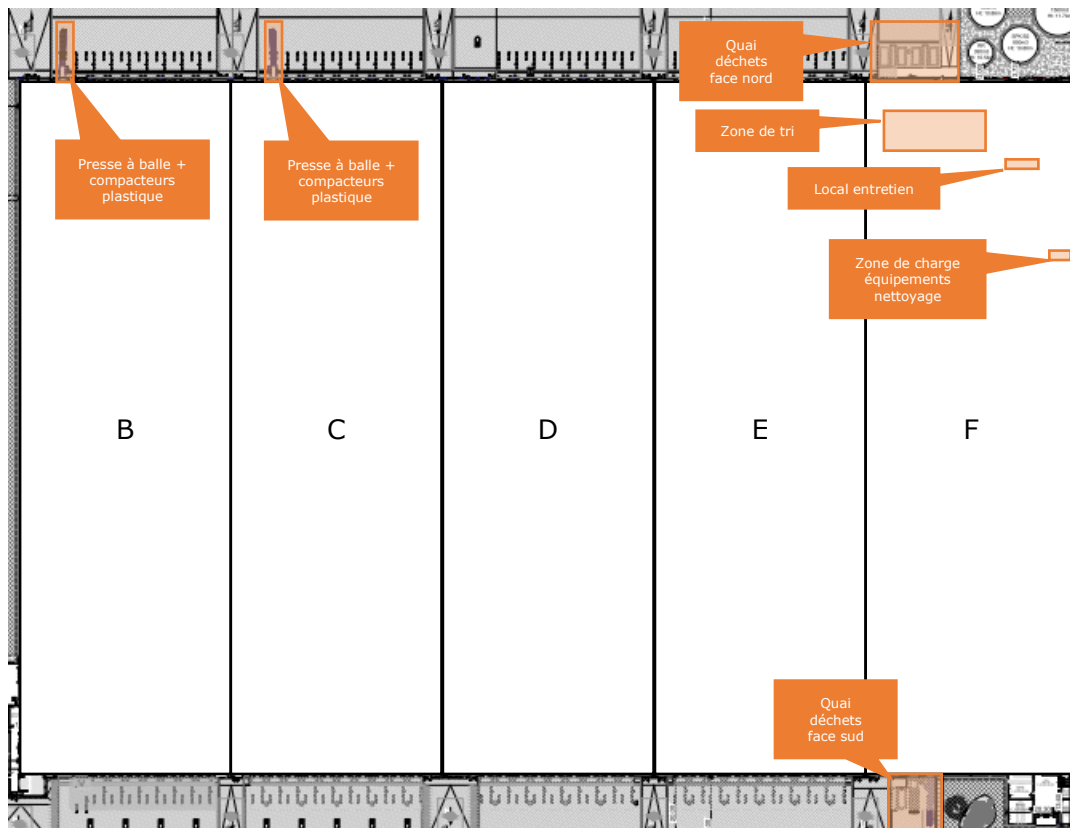 Quai
déchets
face nord
Zone de tri
Presse à balle +
compacteurs
plastique
Presse à balle +
compacteurs
plastique
Local entretien
Zone de charge
équipements
nettoyage
B
C
D
E
F
Quai
déchets
face sud